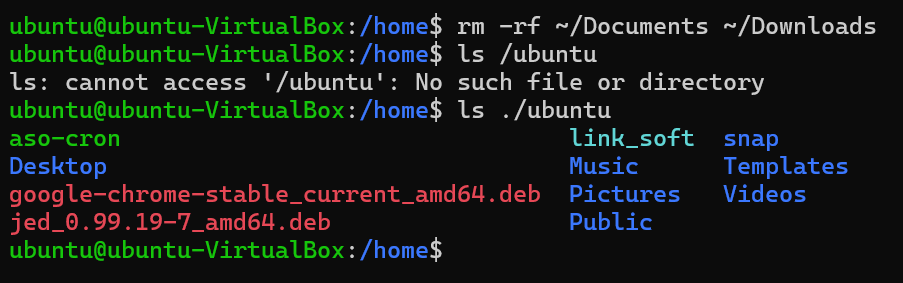 ubuntu@ubuntu-VirtualBox:/home$ rm -rf ~/Documents ~/Downloads
ubuntu@ubuntu-VirtualBox:/home$ ls /ubuntu
ls: cannot access '/ubuntu': No such file or directory
ubuntu@ubuntu-VirtualBox:/home$ ls ./ubuntu
aso-cron                                link_soft  snap
Desktop                                 Music      Templates
google-chrome-stable_current_amd64.deb  Pictures   Videos
jed_0.99.19-7_amd64.deb                 Public
ubuntu@ubuntu-VirtualBox:/home$